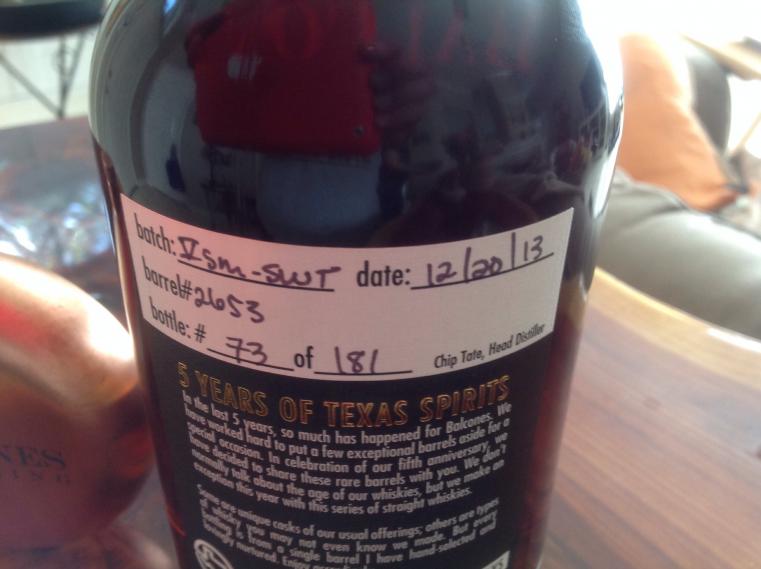 batch: VSM-SWT date: 12/20/13
barrel# 2653
bottle: # 73 of 181 Chip Tate, Head Distiller
5 YEARS OF TEXAS SPIRITS
In the last 5 years, so much has happened for Balcones. We
have worked hard to put a few exceptional barrels aside for a
special occasion. In celebration of our fifth anniversary, we
have decided to share these rare barrels with you. We don't
normally talk about the age of our whiskies, but we make an
exception this year with this series of straight whiskies.
Some are unique casks of our usual offerings; others are types
of whisky you may not even know we made. But every
bottling is from a single barrel I have hand-selected and
lovingly nurtured. Enjoy
NES
ING